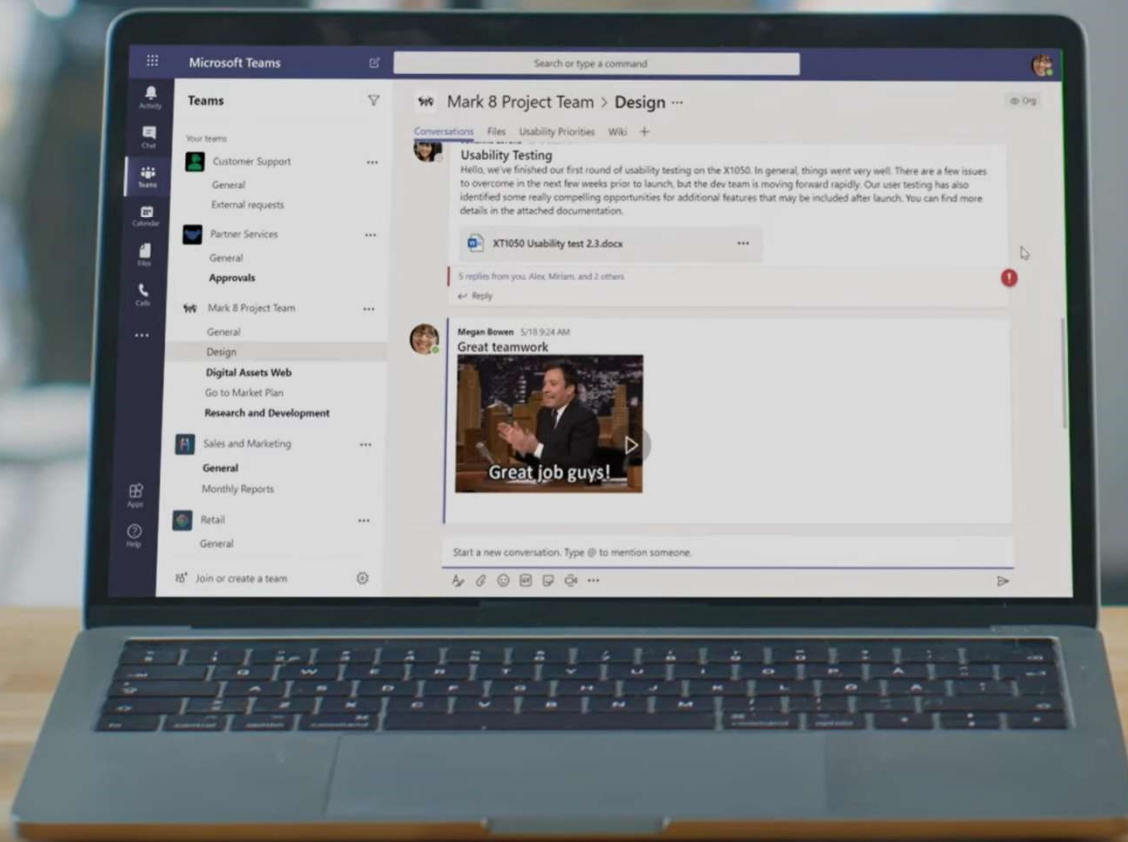 Microsoft Teams
Search or type a command
Activity
Chat
Teams
Calendar
Files
Calls
Apps
Help
Teams
Your teams
Customer Support
General
External requests
Partner Services
General
Approvals
Mark 8 Project Team
General
Design
Digital Assets Web
Go to Market Plan
Research and Development
Sales and Marketing
General
Monthly Reports
Retail
General
Join or create a team
Mark 8 Project Team > Design ...
Org
Conversations Files Usability Priorities Wiki +
Usability Testing
Hello, we've finished our first round of usability testing on the X1050. In general, things went very well. There are a few issues
to overcome in the next few weeks prior to launch, but the dev team is moving forward rapidly. Our user testing has also
identified some really compelling opportunities for additional features that may be included after launch. You can find more
details in the attached documentation.
XT1050 Usability test 2.3.docx
5 replies from you, Alex, Miriam, and 2 others
Reply
Megan Bowen 5/18 9:24 AM
Great teamwork
Great job guys!
Start a new conversation. Type @ to mention someone.